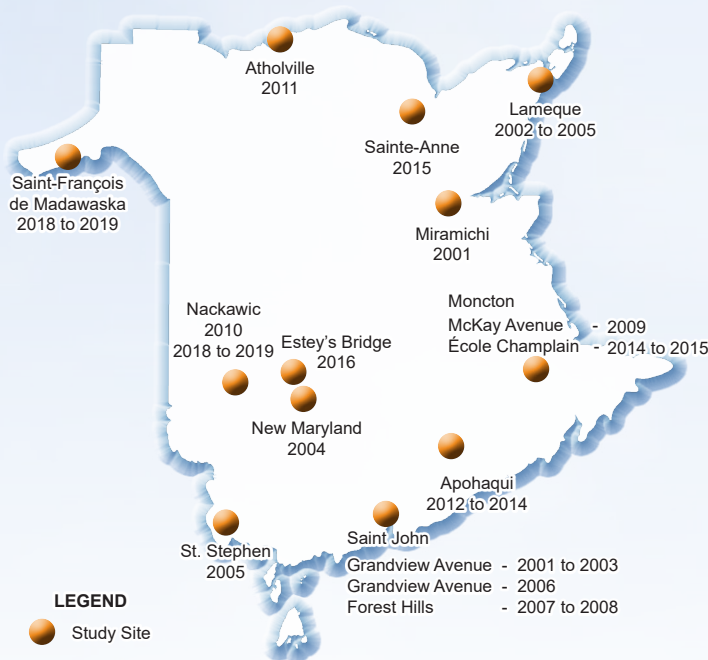 Atholville
2011
Lameque
2002 to 2005
Sainte-Anne
2015
Saint-François
de Madawaska
2018 to 2019
Miramichi
2001
Moncton
McKay Avenue - 2009
École Champlain - 2014 to 2015
Nackawic
2010
2018 to 2019
Estey's Bridge
2016
New Maryland
2004
Apohaqui
2012 to 2014
St. Stephen
2005
Saint John
Grandview Avenue - 2001 to 2003
Grandview Avenue - 2006
Forest Hills - 2007 to 2008
LEGEND
Study Site